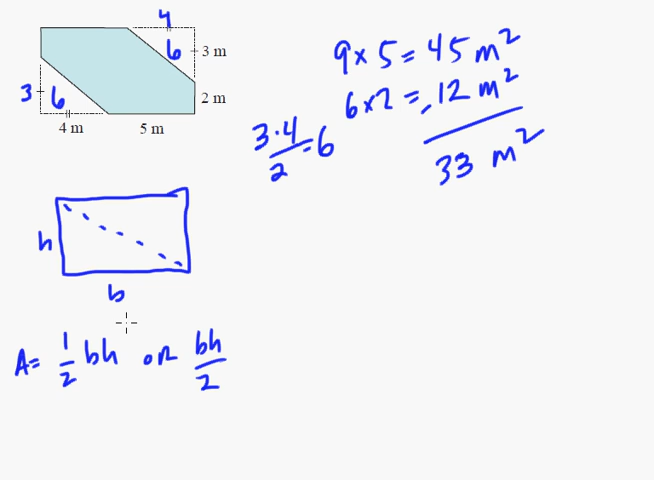 4
6
3 m
3
6
2 m
4 m
5 m
9 x 5 = 45 m²
6 x 2 = 12 m²
33 m²
3·4/2 = 6
h
b
A = 1/2 bh or bh/2